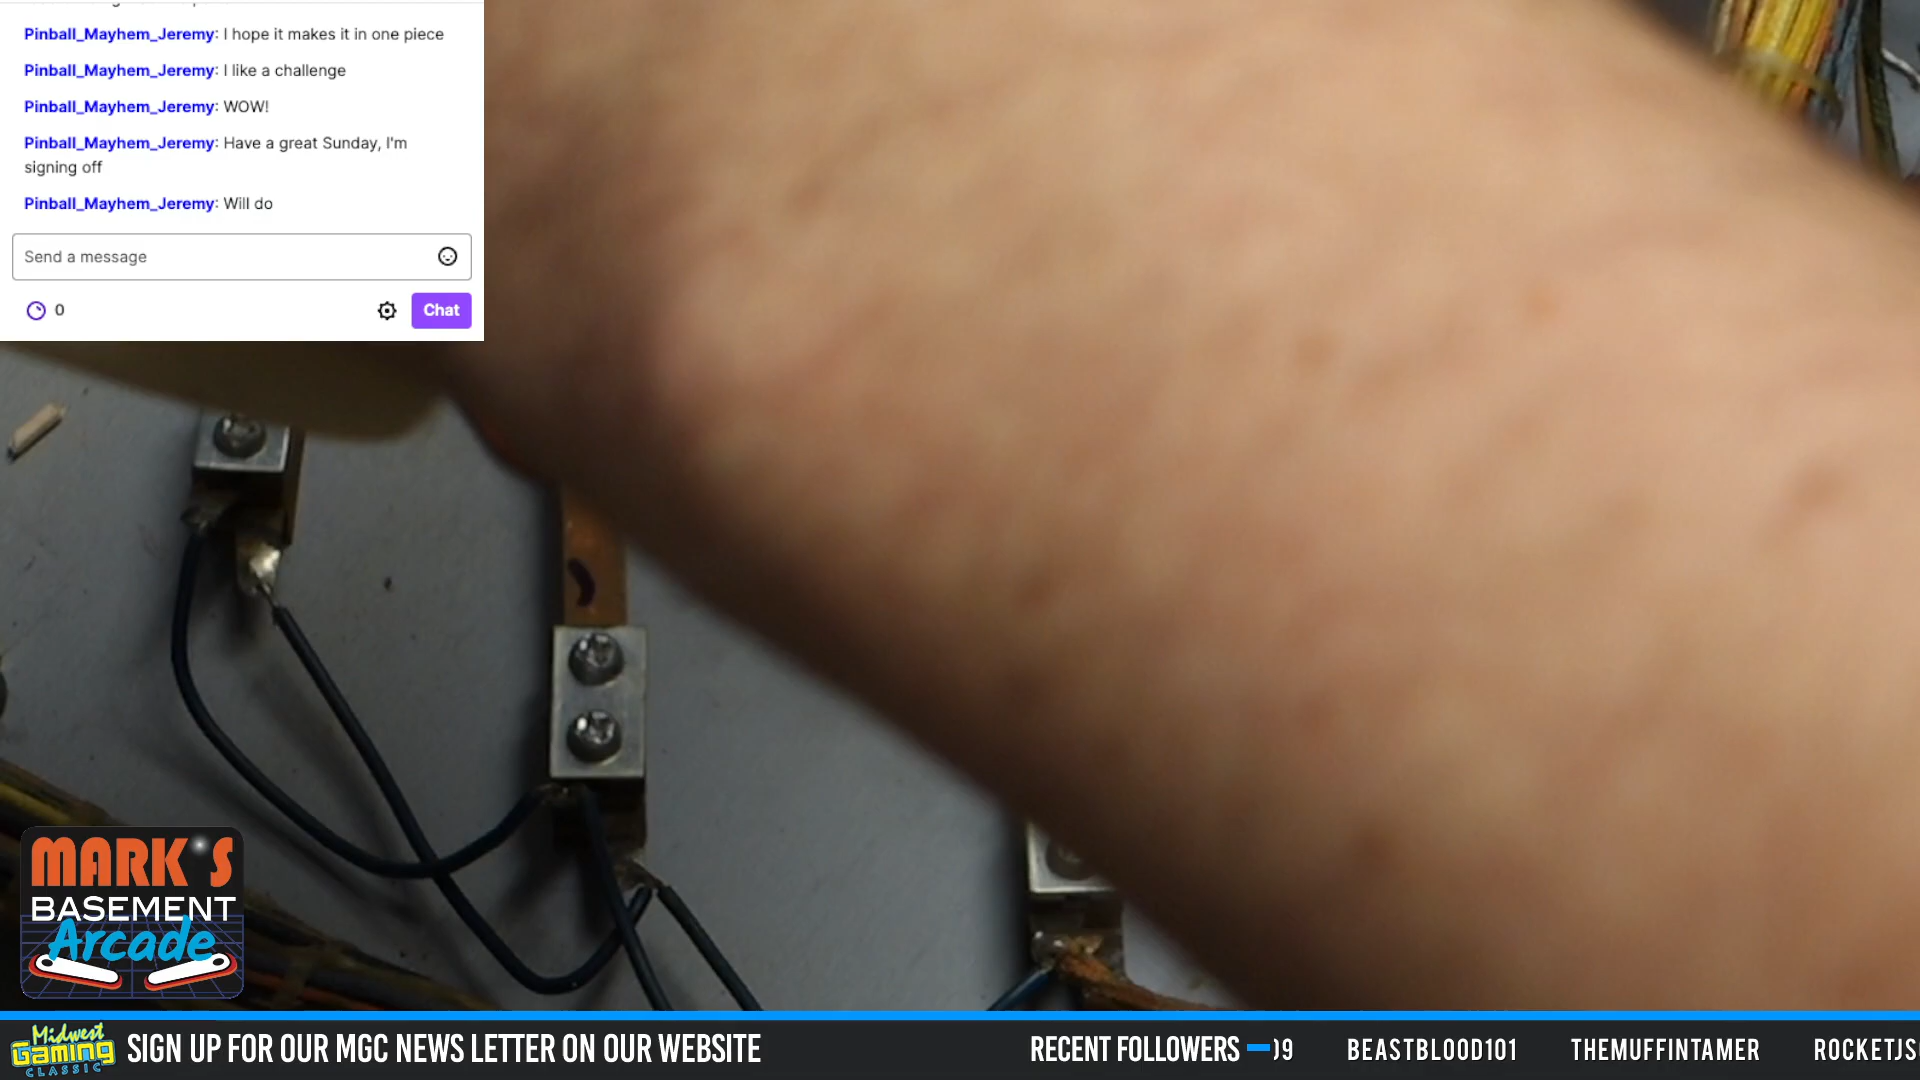 Pinball_Mayhem_Jeremy: I hope it makes it in one piece
Pinball_Mayhem_Jeremy: I like a challenge
Pinball_Mayhem_Jeremy: WOW!
Pinball_Mayhem_Jeremy: Have a great Sunday, I'm
signing off
Pinball_Mayhem_Jeremy: Will do
Send a message
0
Chat
MARK'S
BASEMENT
Arcade
Midwest
Gaming
CLASSIC
SIGN UP FOR OUR MGC NEWS LETTER ON OUR WEBSITE
RECENT FOLLOWERS
BEASTBLOOD101 THEMUFFINTAMER